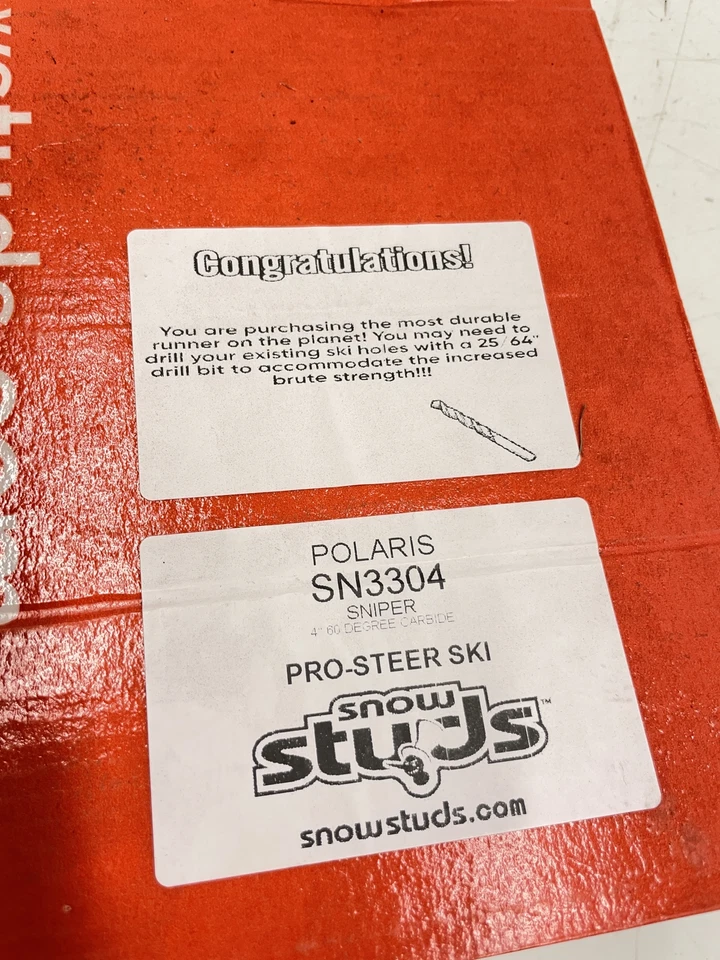 Congratulations!
You are purchasing the most durable
runner on the planet! You may need to
drill your existing ski holes with a 25/64"
drill bit to accommodate the increased
brute strength!!!
POLARIS
SN3304
SNIPER
4" 60 DEGREE CARBIDE
PRO-STEER SKI
snow
studs™
snowstuds.com